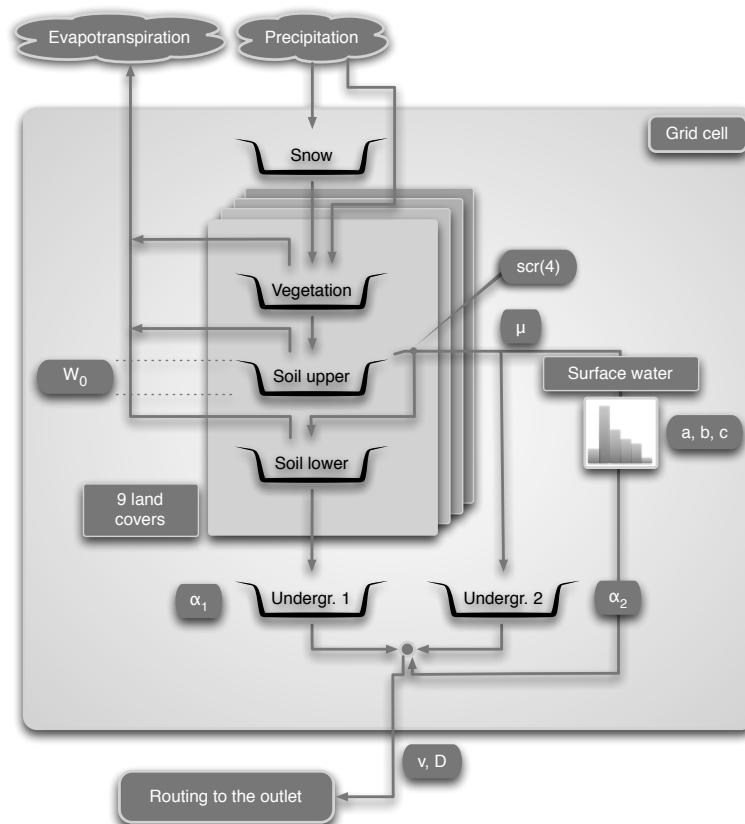 Evapotranspiration
Precipitation
Grid cell
Snow
scr(4)
Vegetation
μ
W0
Soil upper
Surface water
a, b, c
Soil lower
9 land
covers
α1
Undergr. 1
Undergr. 2
α2
v, D
Routing to the outlet